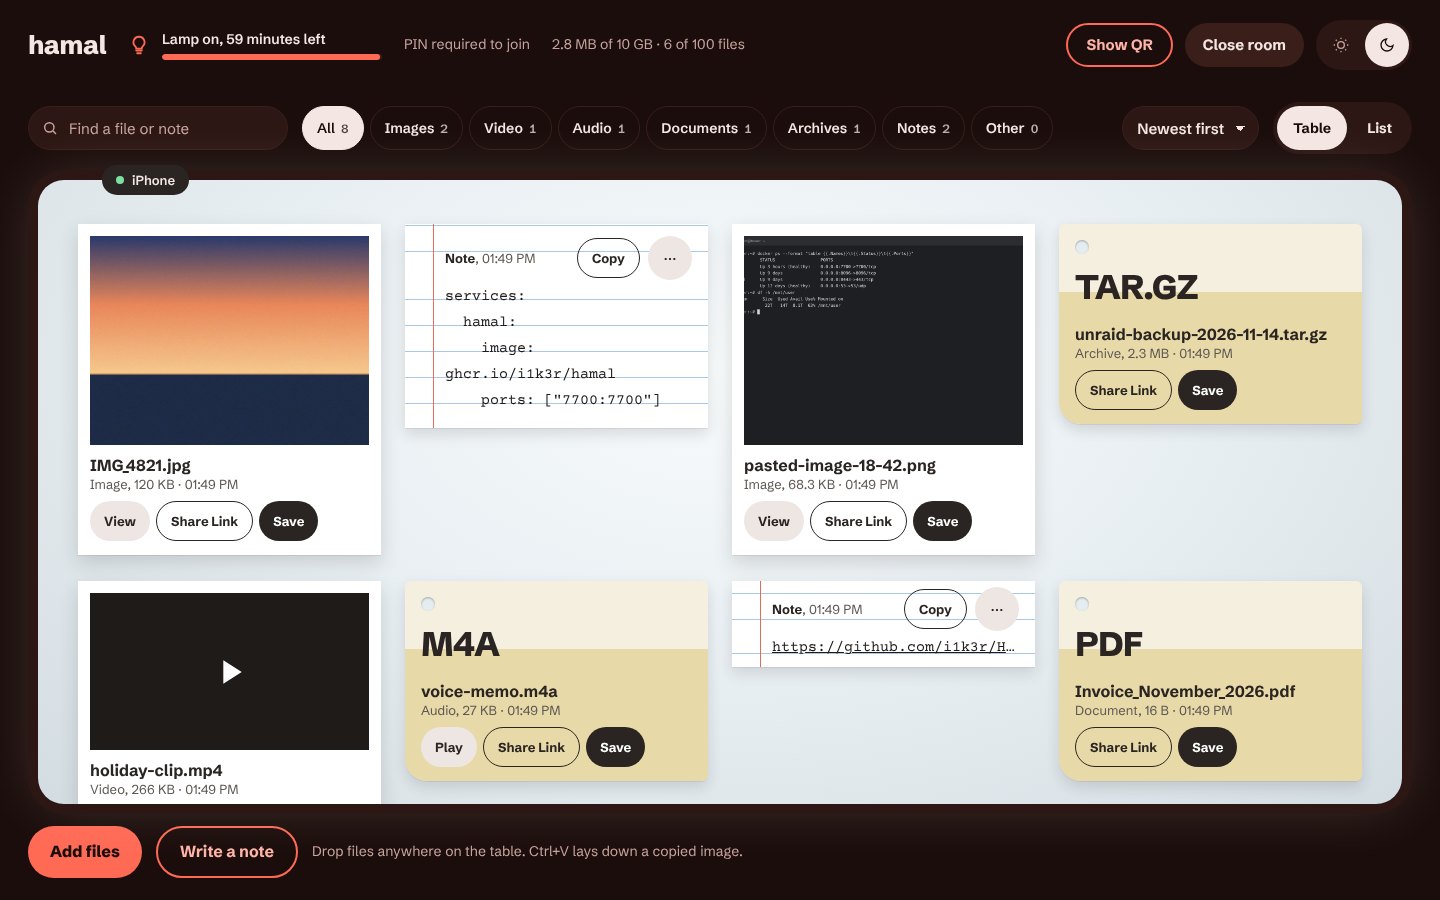 hamal
Lamp on, 59 minutes left
PIN required to join
2.8 MB of 10 GB · 6 of 100 files
Show QR
Close room
Find a file or note
All 8
Images 2
Video 1
Audio 1
Documents 1
Archives 1
Notes 2
Other 0
Newest first
Table
List
iPhone
IMG_4821.jpg
Image, 120 KB · 01:49 PM
View
Share Link
Save
Note, 01:49 PM
Copy
...
services:
hamal:
image:
ghcr.io/i1k3r/hamal
ports: ["7700:7700"]
pasted-image-18-42.png
Image, 68.3 KB · 01:49 PM
View
Share Link
Save
TAR.GZ
unraid-backup-2026-11-14.tar.gz
Archive, 2.3 MB · 01:49 PM
Share Link
Save
holiday-clip.mp4
Video, 266 KB · 01:49 PM
M4A
voice-memo.m4a
Audio, 27 KB · 01:49 PM
Play
Share Link
Save
Note, 01:49 PM
Copy
...
https://github.com/i1k3r/H…
PDF
Invoice_November_2026.pdf
Document, 16 B · 01:49 PM
Share Link
Save
Add files
Write a note
Drop files anywhere on the table. Ctrl+V lays down a copied image.